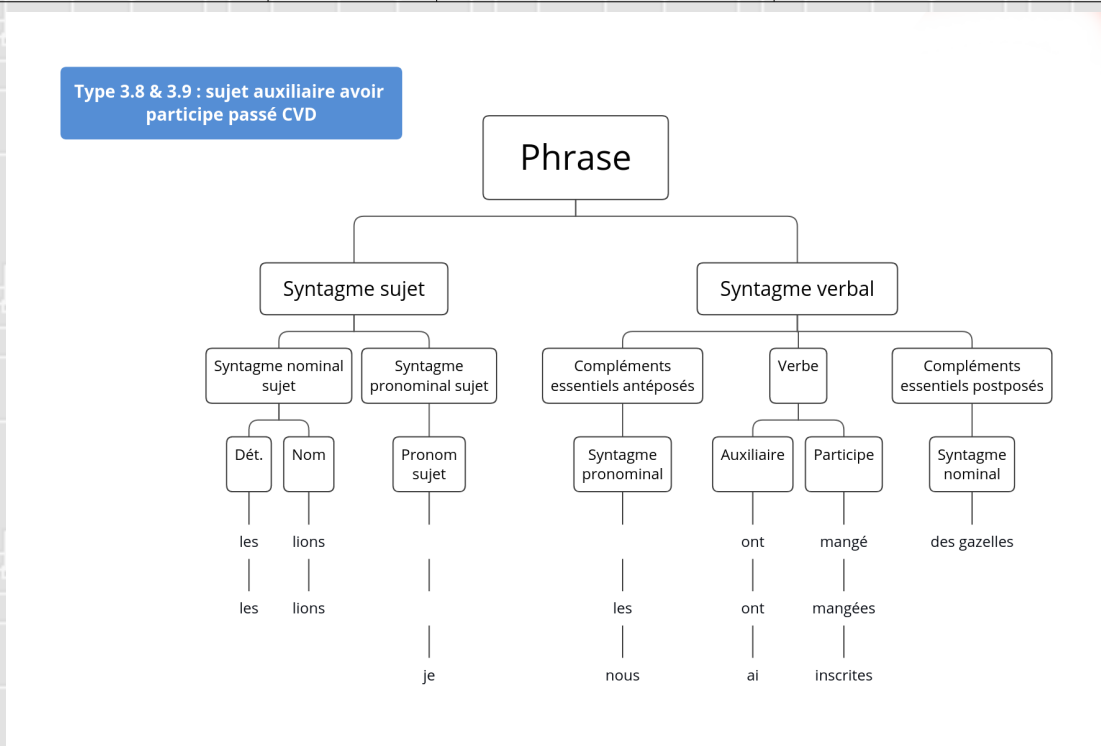 Type 3.8 & 3.9 : sujet auxiliaire avoir
participe passé CVD
Phrase
Syntagme sujet
Syntagme verbal
Syntagme nominal
sujet
Syntagme
pronominal sujet
Compléments
essentiels antéposés
Verbe
Compléments
essentiels postposés
Dét.
Nom
Pronom
sujet
Syntagme
pronominal
Auxiliaire
Participe
Syntagme
nominal
les
lions
ont
mangé
des gazelles
les
lions
les
ont
mangées
je
nous
ai
inscrites